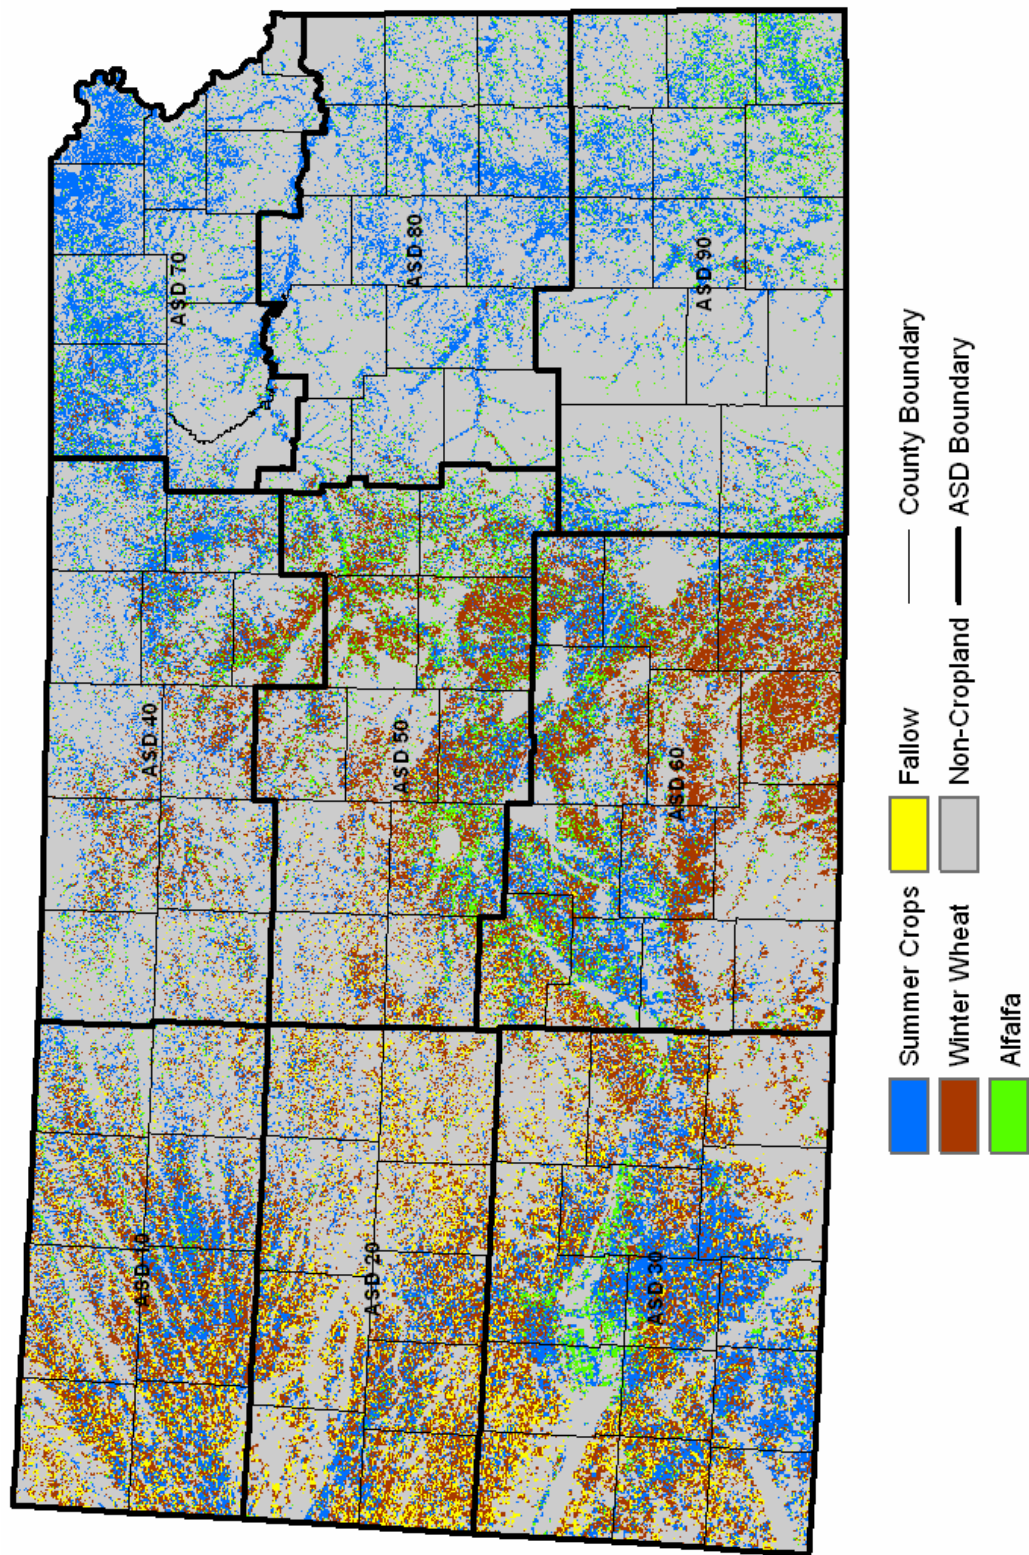 ASD 10
ASD 40
ASD 70
ASD 20
ASD 50
ASD 80
ASD 30
ASD 60
ASD 90
Summer Crops
Fallow
County Boundary
Winter Wheat
Non-Cropland
ASD Boundary
Alfalfa